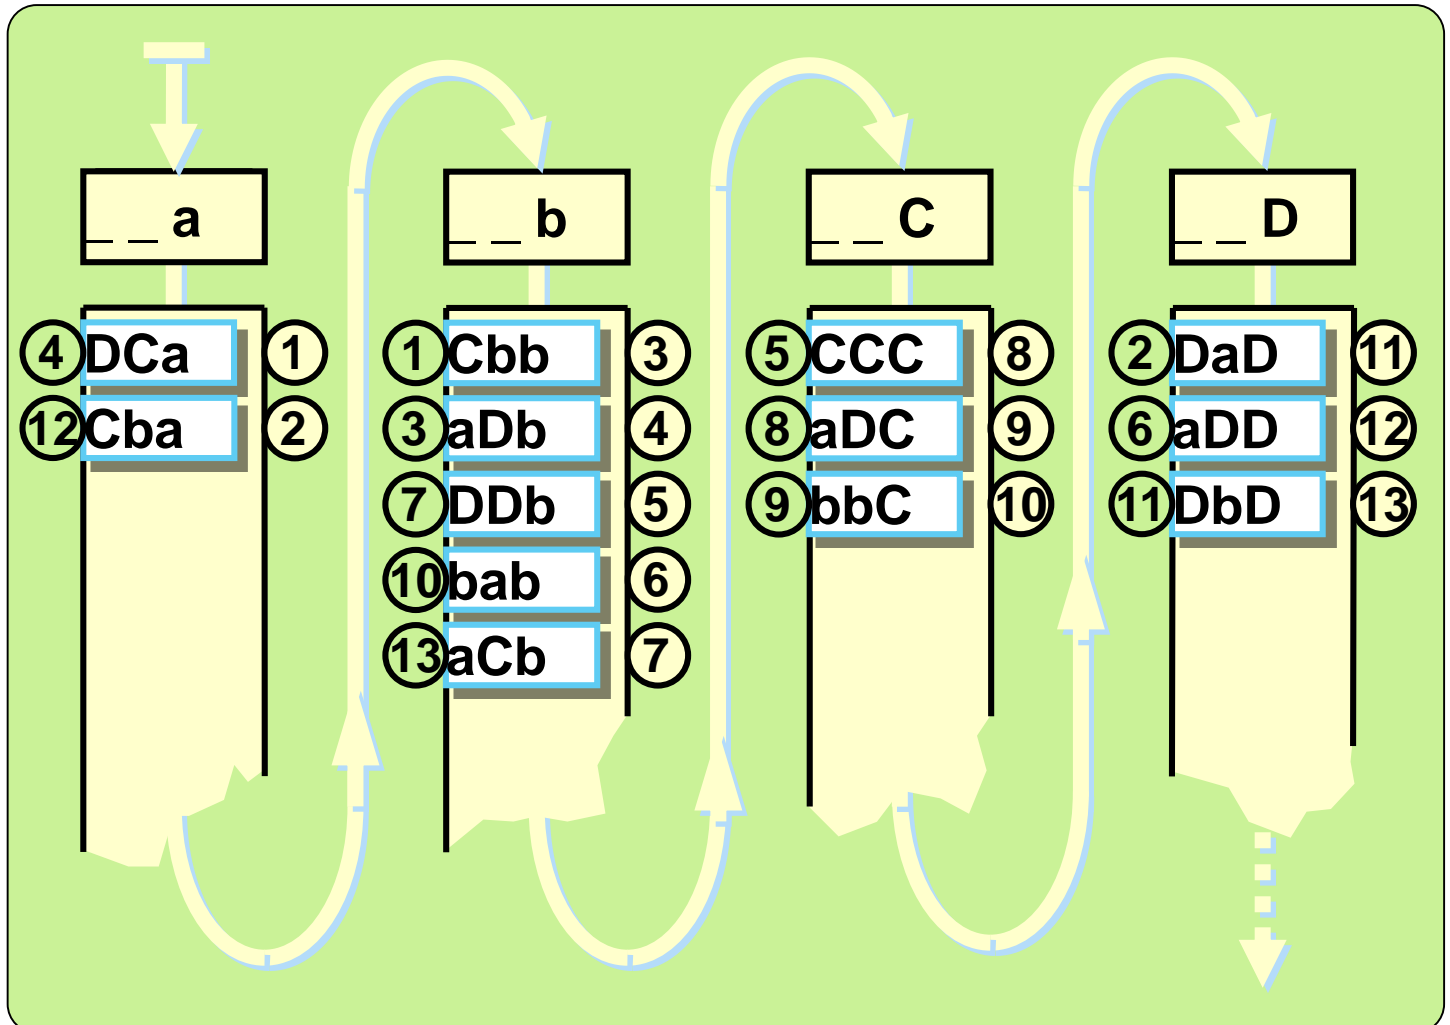 _ _ a
_ _ b
_ _ C
_ _ D
4 DCa 1
12 Cba 2
1 Cbb 3
3 aDb 4
7 DDb 5
10 bab 6
13 aCb 7
5 CCC 8
8 aDC 9
9 bbC 10
2 DaD 11
6 aDD 12
11 DbD 13